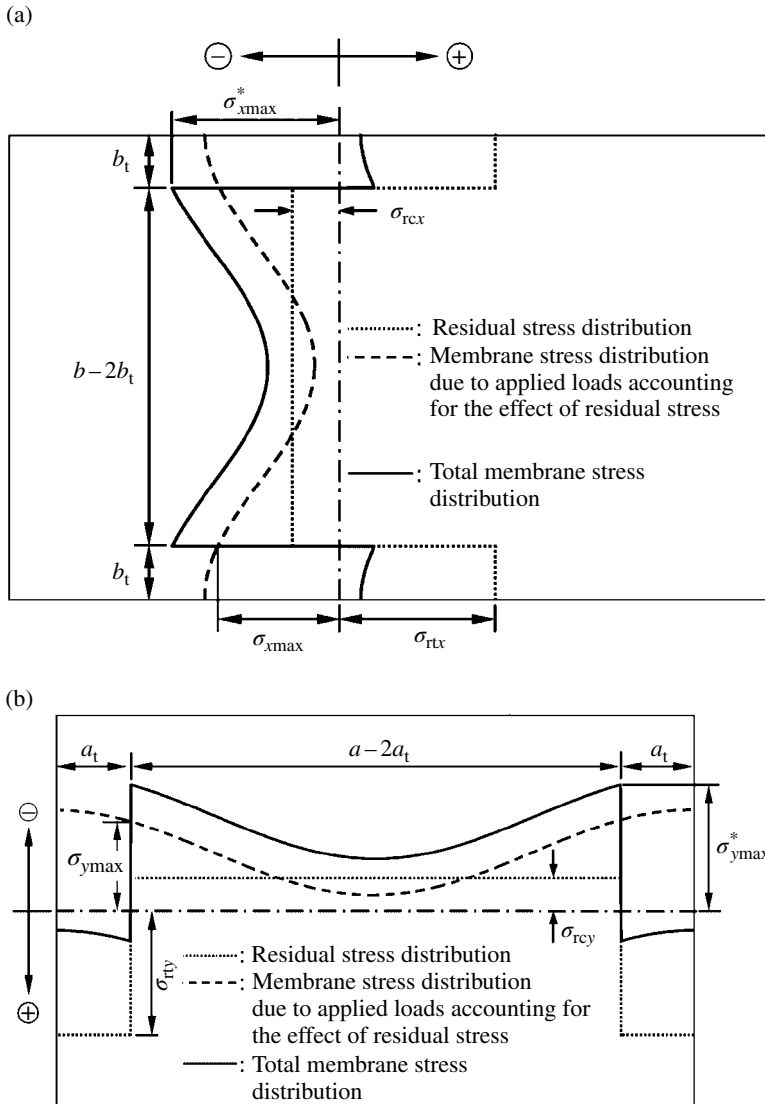 (a)
− +
σ*xmax
bt
σrcx
: Residual stress distribution
: Membrane stress distribution
due to applied loads accounting
for the effect of residual stress
b – 2bt
: Total membrane stress
distribution
bt
σxmax
σrtx
(b)
at
a – 2at
at
−
σymax
σ*ymax
σrcy
σrty
+
: Residual stress distribution
: Membrane stress distribution
due to applied loads accounting for
the effect of residual stress
: Total membrane stress
distribution